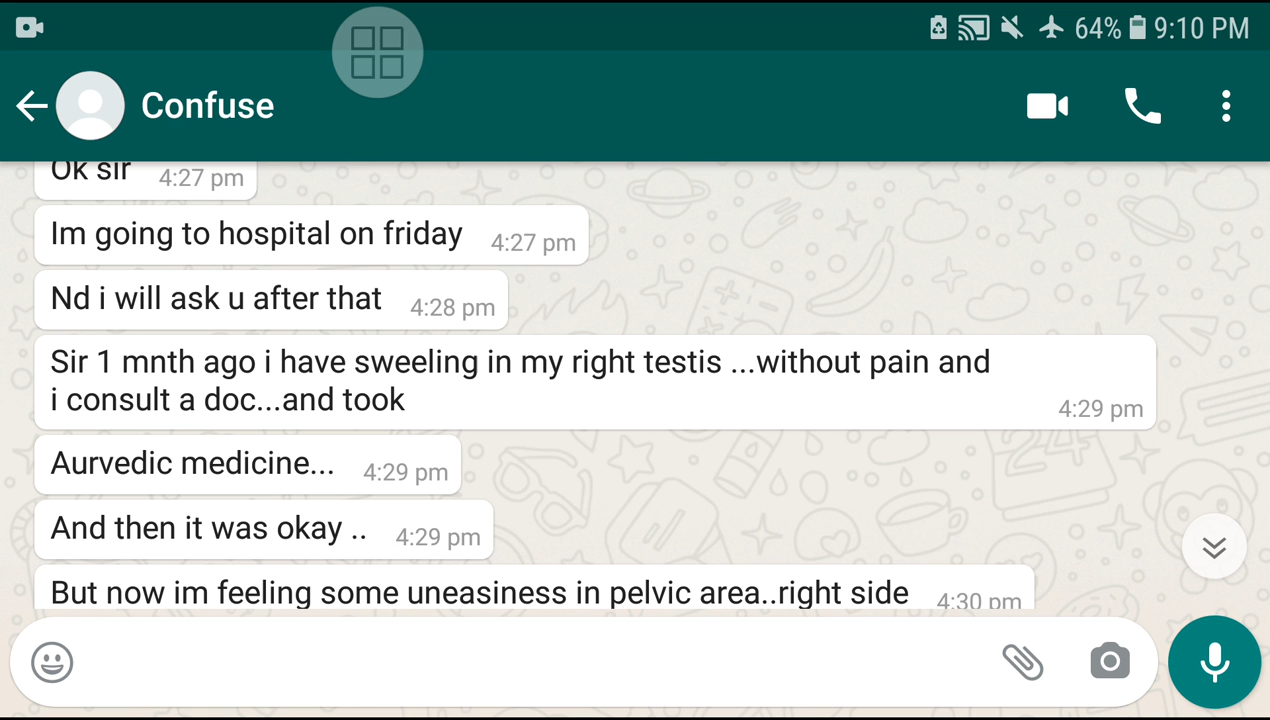 64% 9:10 PM
Confuse
Ok sir 4:27 pm
Im going to hospital on friday 4:27 pm
Nd i will ask u after that 4:28 pm
Sir 1 mnth ago i have sweeling in my right testis ...without pain and
i consult a doc...and took 4:29 pm
Aurvedic medicine... 4:29 pm
And then it was okay .. 4:29 pm
But now im feeling some uneasiness in pelvic area..right side 4:30 pm